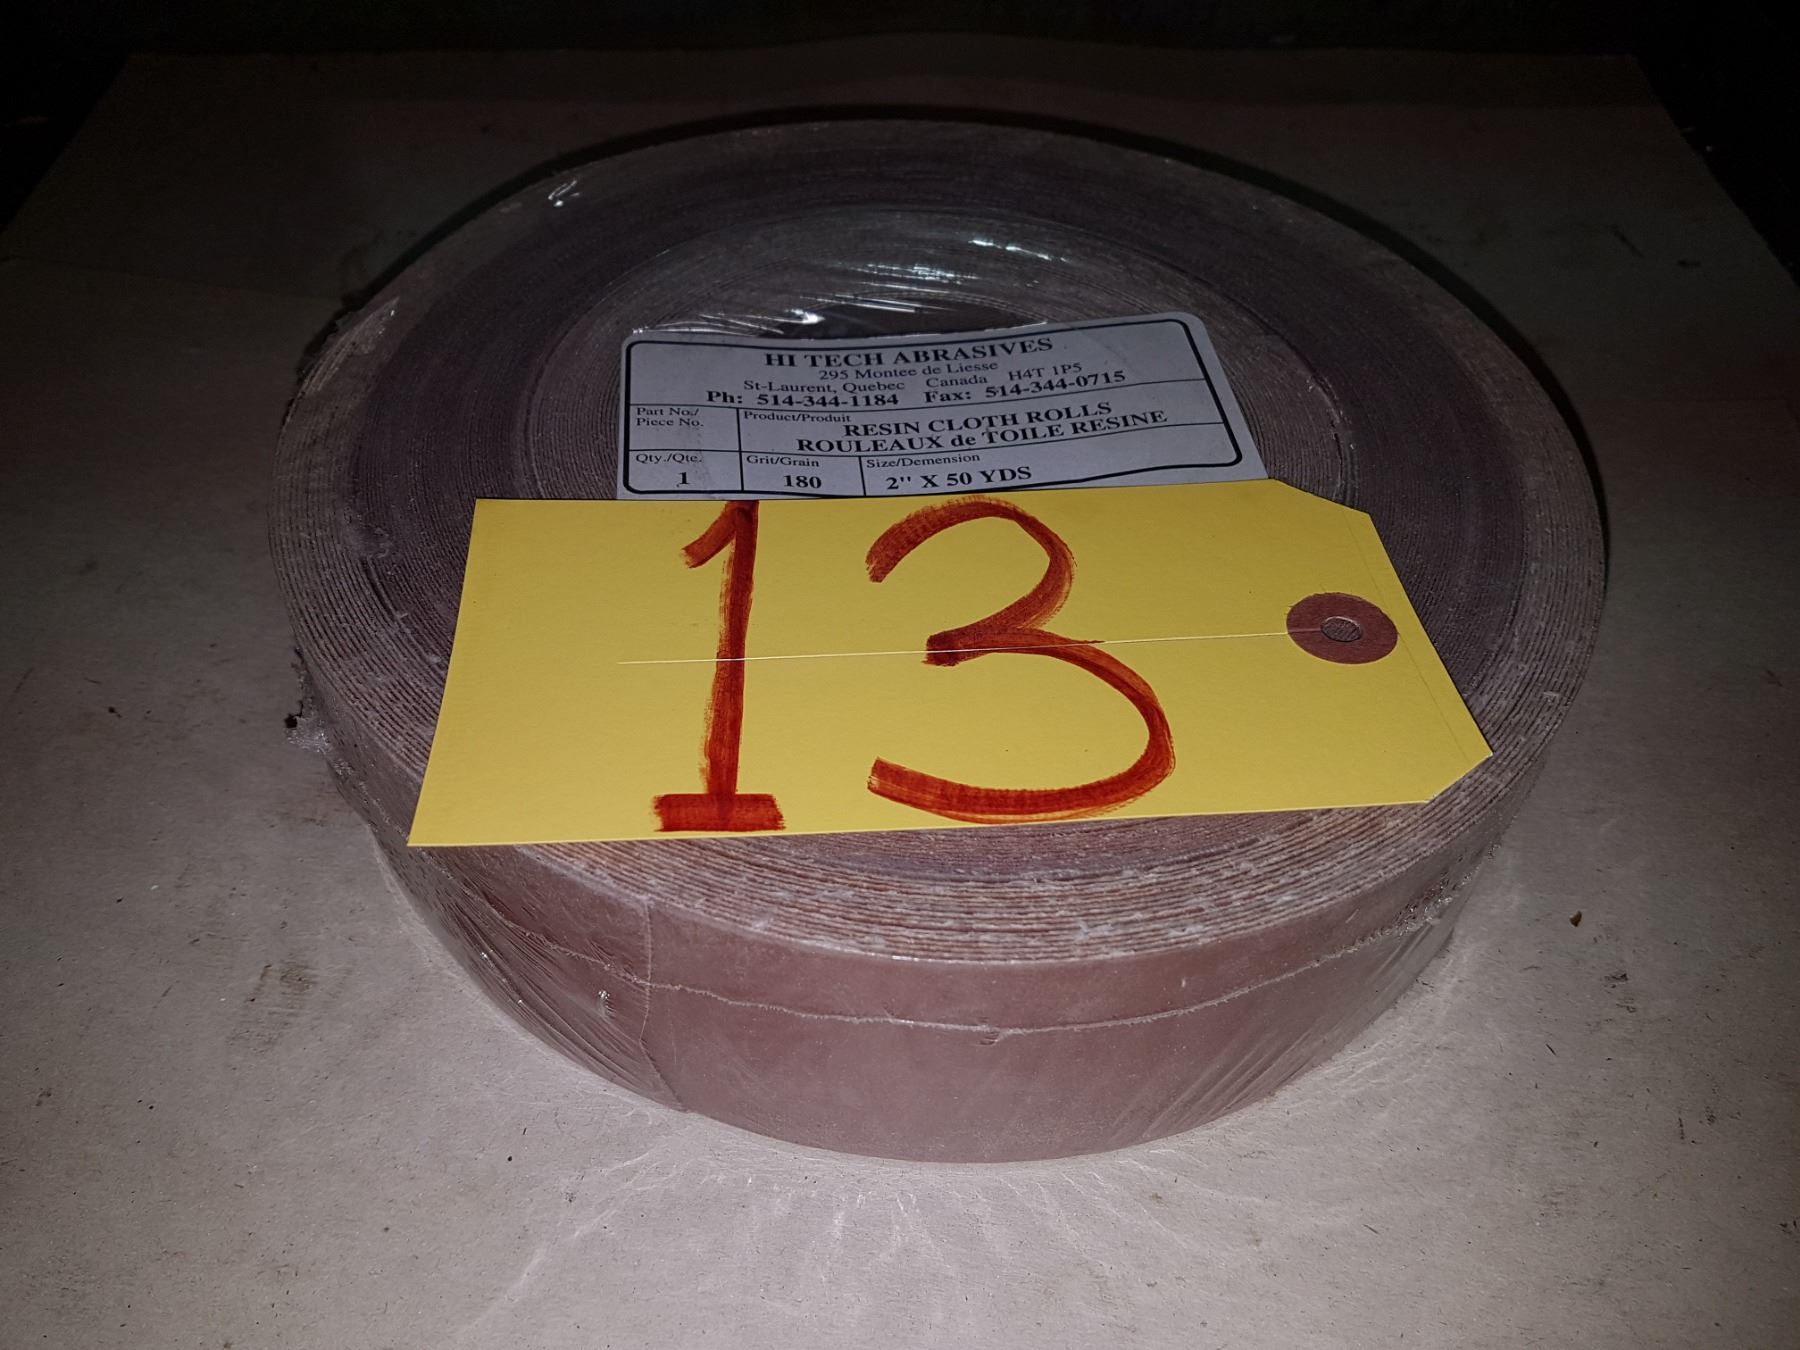 HI TECH ABRASIVES
295 Montee de Liesse
St-Laurent, Quebec Canada H4T 1P5
Ph: 514-344-1184 Fax: 514-344-0715
Part No./
Piece No.
Product/Produit
RESIN CLOTH ROLLS
ROULEAUX de TOILE RESINE
Qty./Qte.
1
Grit/Grain
180
Size/Demension
2" X 50 YDS
13